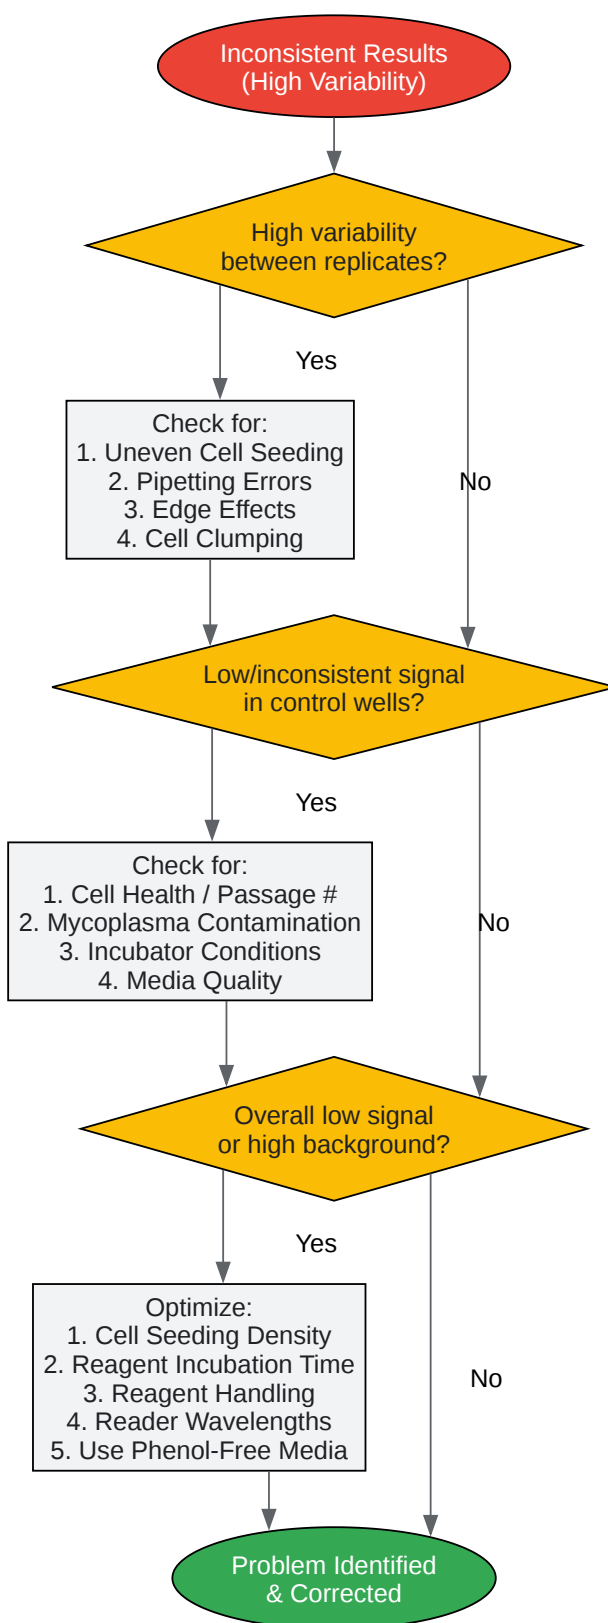 Inconsistent Results
(High Variability)
High variability
between replicates?
Yes
Check for:
1. Uneven Cell Seeding
2. Pipetting Errors
3. Edge Effects
4. Cell Clumping
No
Low/inconsistent signal
in control wells?
Yes
Check for:
1. Cell Health / Passage #
2. Mycoplasma Contamination
3. Incubator Conditions
4. Media Quality
No
Overall low signal
or high background?
Yes
Optimize:
1. Cell Seeding Density
2. Reagent Incubation Time
3. Reagent Handling
4. Reader Wavelengths
5. Use Phenol-Free Media
No
Problem Identified
& Corrected